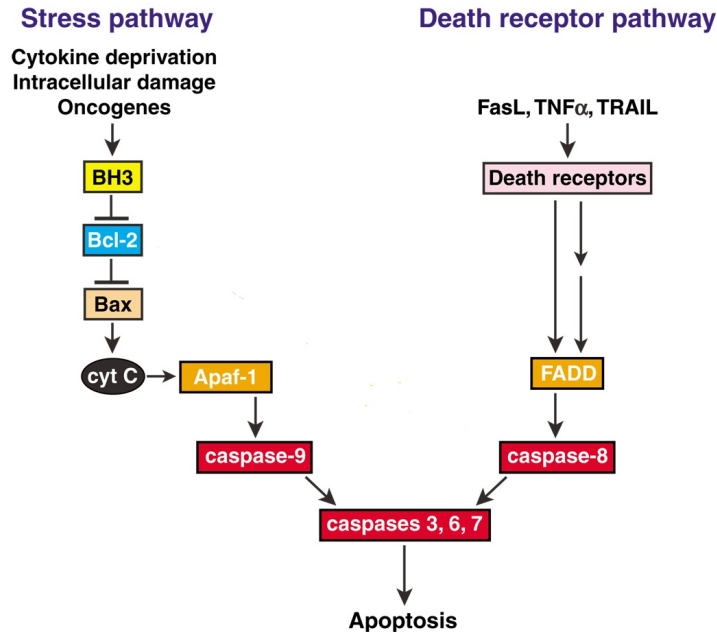 Stress pathway
Death receptor pathway
Cytokine deprivation
Intracellular damage
Oncogenes
FasL, TNFα, TRAIL
BH3
Death receptors
Bcl-2
Bax
cyt C
Apaf-1
FADD
caspase-9
caspase-8
caspases 3, 6, 7
Apoptosis